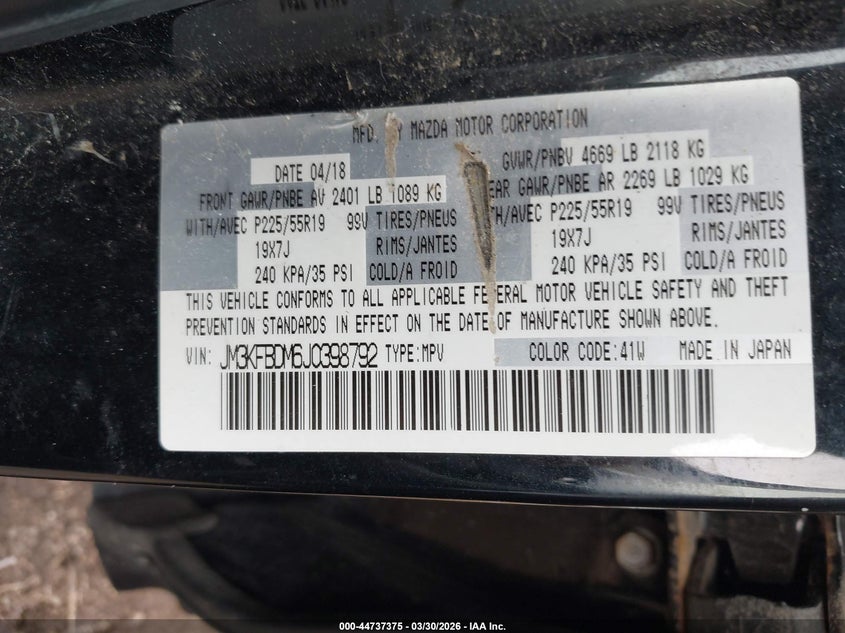 MFD. BY MAZDA MOTOR CORPORATION
DATE 04/18 GVWR/PNBV 4669 LB 2118 KG
FRONT GAWR/PNBE AV 2401 LB 1089 KG REAR GAWR/PNBE AR 2269 LB 1029 KG
WITH/AVEC P225/55R19 99V TIRES/PNEUS WITH/AVEC P225/55R19 99V TIRES/PNEUS
19X7J RIMS/JANTES 19X7J RIMS/JANTES
240 KPA/35 PSI COLD/A FROID 240 KPA/35 PSI COLD/A FROID
THIS VEHICLE CONFORMS TO ALL APPLICABLE FEDERAL MOTOR VEHICLE SAFETY AND THEFT
PREVENTION STANDARDS IN EFFECT ON THE DATE OF MANUFACTURE SHOWN ABOVE.
VIN: JM3KFBDM6J0398792 TYPE:MPV COLOR CODE:41W MADE IN JAPAN
000-44737375 - 03/30/2026 - IAA Inc.